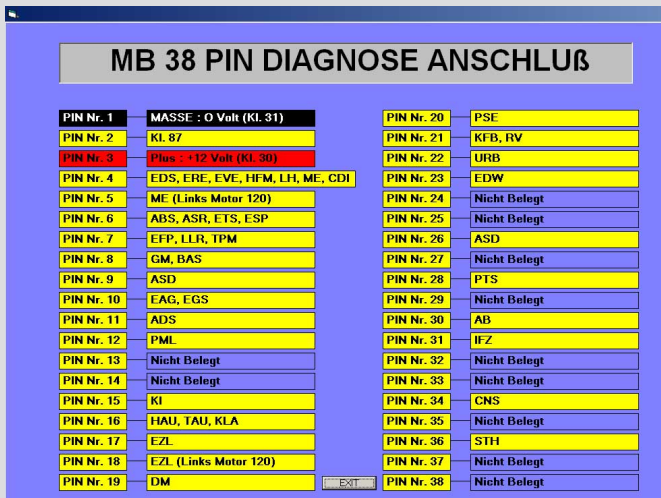 MB 38 PIN DIAGNOSE ANSCHLUß
PIN Nr. 1 MASSE : O Volt (Kl. 31)
PIN Nr. 2 Kl. 87
PIN Nr. 3 Plus : +12 Volt (Kl. 30)
PIN Nr. 4 EDS, ERE, EVE, HFM, LH, ME, CDI
PIN Nr. 5 ME (Links Motor 120)
PIN Nr. 6 ABS, ASR, ETS, ESP
PIN Nr. 7 EFP, LLR, TPM
PIN Nr. 8 GM, BAS
PIN Nr. 9 ASD
PIN Nr. 10 EAG, EGS
PIN Nr. 11 ADS
PIN Nr. 12 PML
PIN Nr. 13 Nicht Belegt
PIN Nr. 14 Nicht Belegt
PIN Nr. 15 KI
PIN Nr. 16 HAU, TAU, KLA
PIN Nr. 17 EZL
PIN Nr. 18 EZL (Links Motor 120)
PIN Nr. 19 DM
PIN Nr. 20 PSE
PIN Nr. 21 KFB, RV
PIN Nr. 22 URB
PIN Nr. 23 EDW
PIN Nr. 24 Nicht Belegt
PIN Nr. 25 Nicht Belegt
PIN Nr. 26 ASD
PIN Nr. 27 Nicht Belegt
PIN Nr. 28 PTS
PIN Nr. 29 Nicht Belegt
PIN Nr. 30 AB
PIN Nr. 31 IFZ
PIN Nr. 32 Nicht Belegt
PIN Nr. 33 Nicht Belegt
PIN Nr. 34 CNS
PIN Nr. 35 Nicht Belegt
PIN Nr. 36 STH
PIN Nr. 37 Nicht Belegt
PIN Nr. 38 Nicht Belegt
EXIT